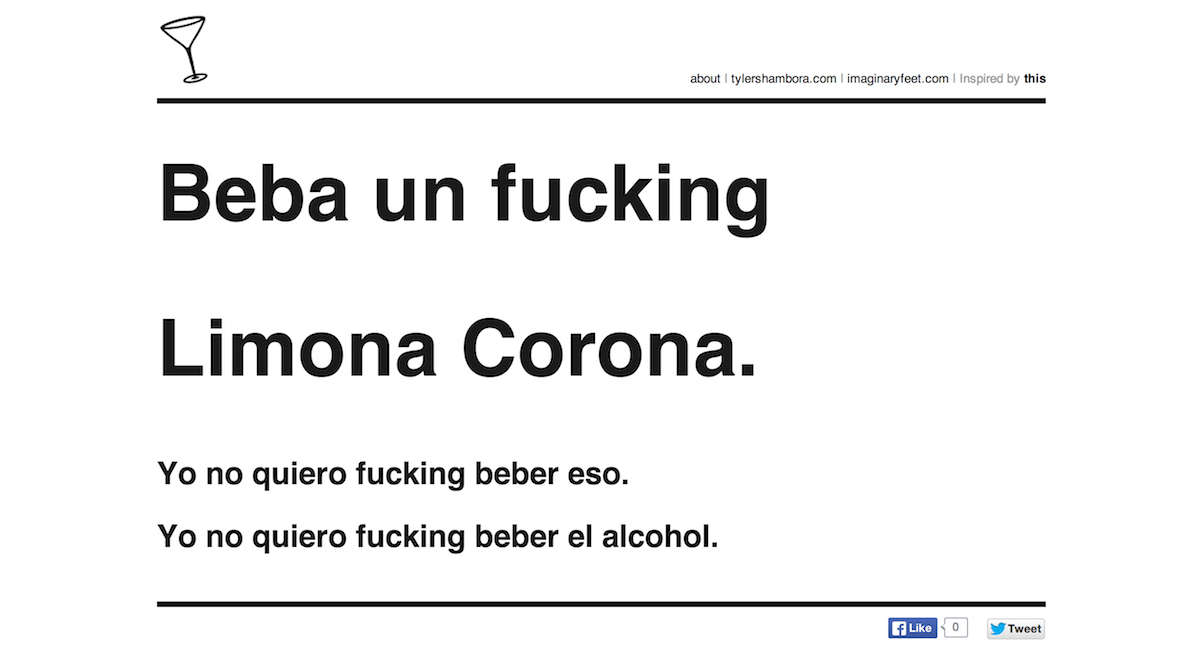 about | tylershambora.com | imaginaryfeet.com | Inspired by this
Beba un fucking
Limona Corona.
Yo no quiero fucking beber eso.
Yo no quiero fucking beber el alcohol.
Like 0 Tweet